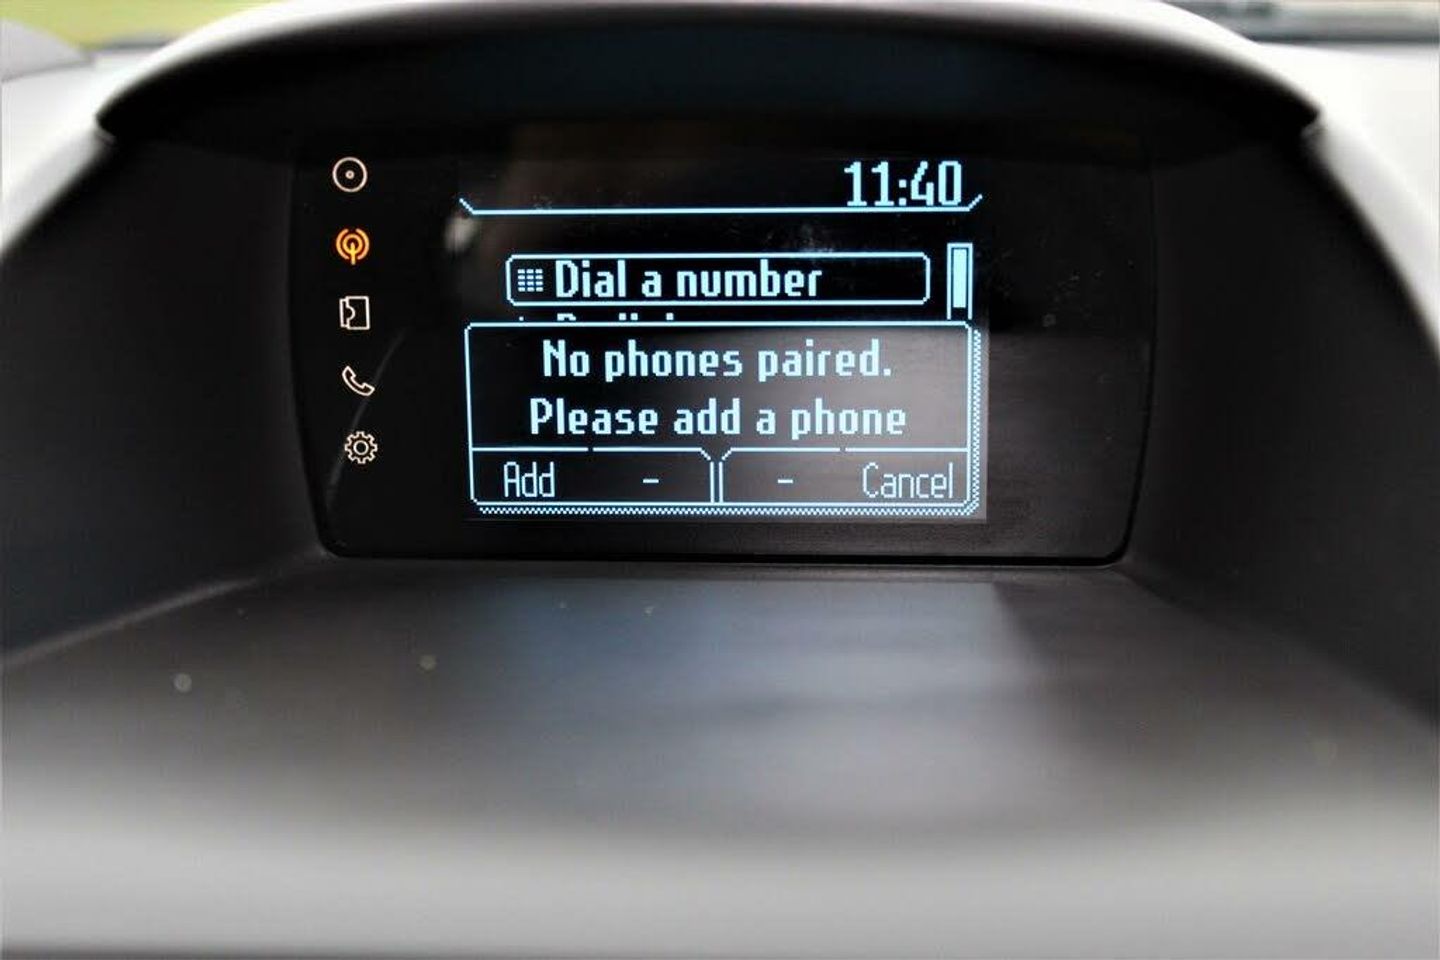 11:40
Dial a number
No phones paired.
Please add a phone
Add - - Cancel